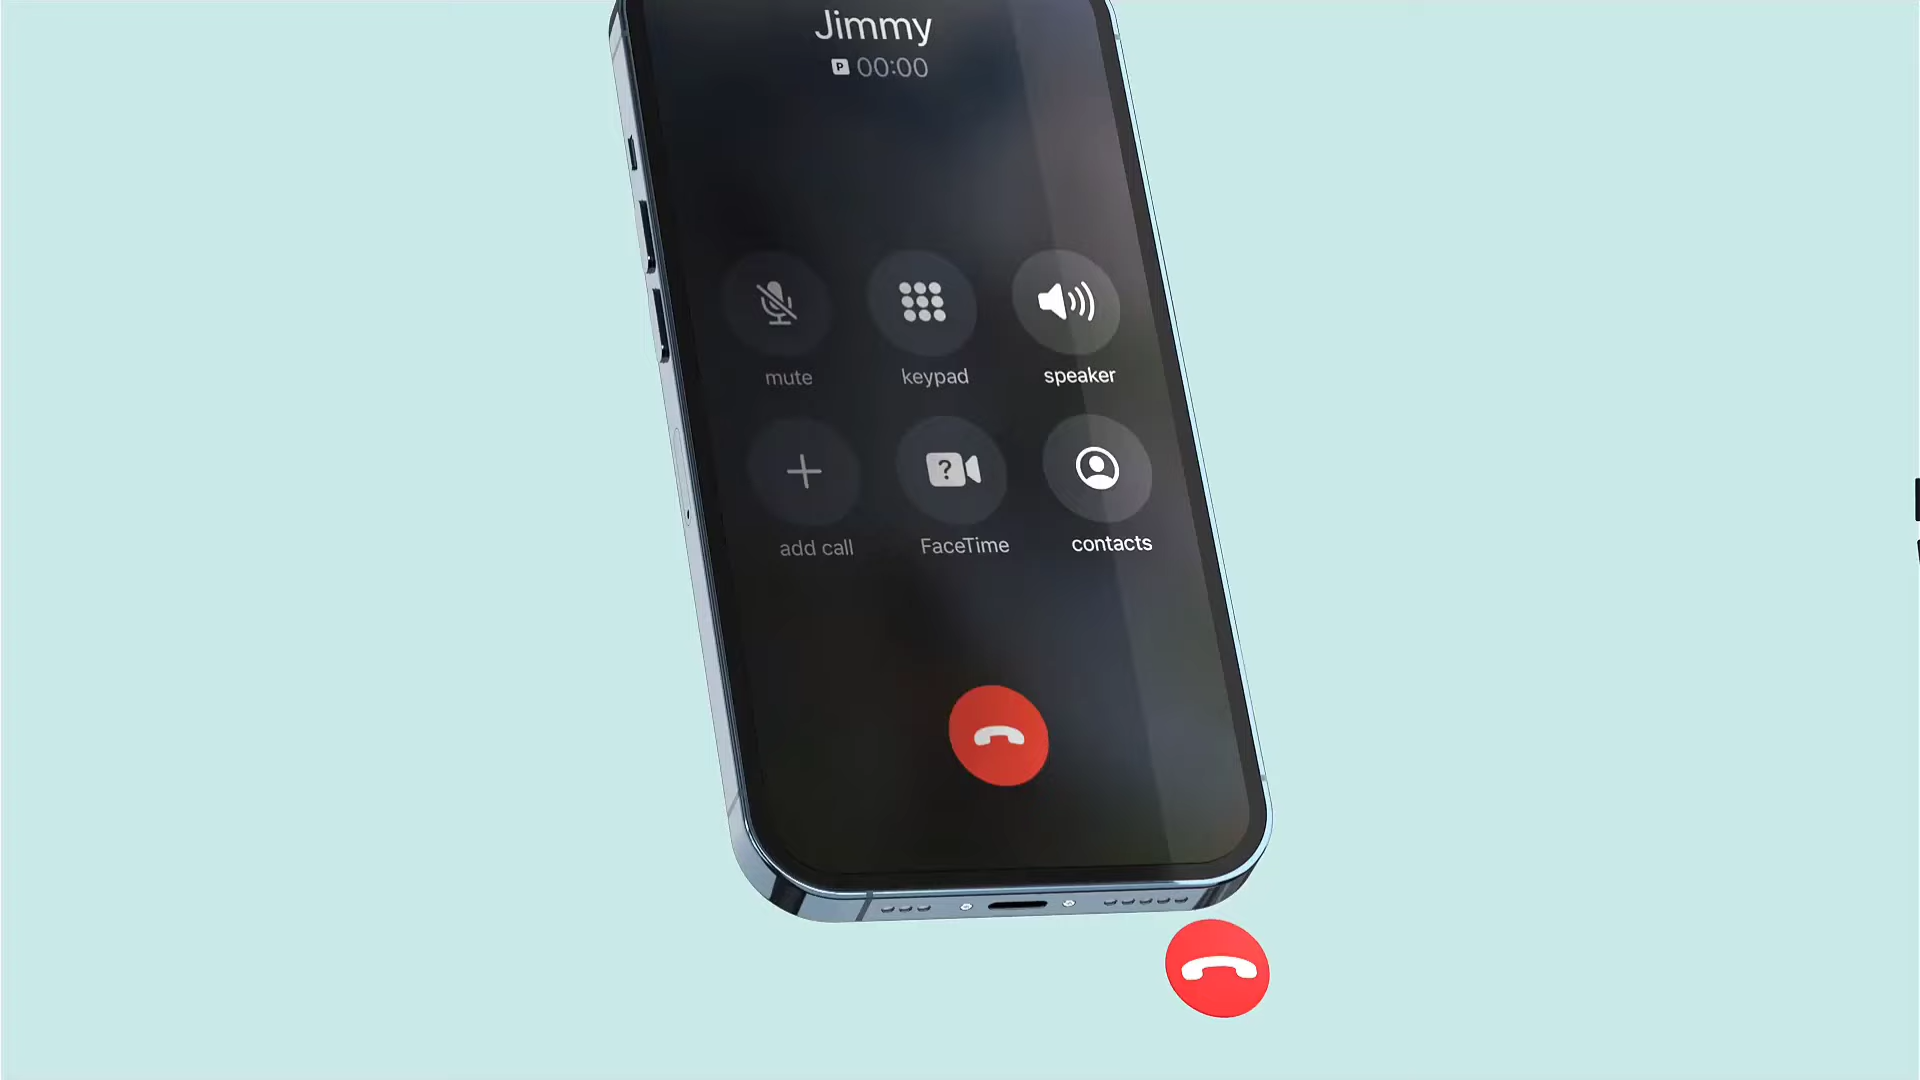 Jimmy
P 00:00
mute keypad speaker
add call FaceTime contacts